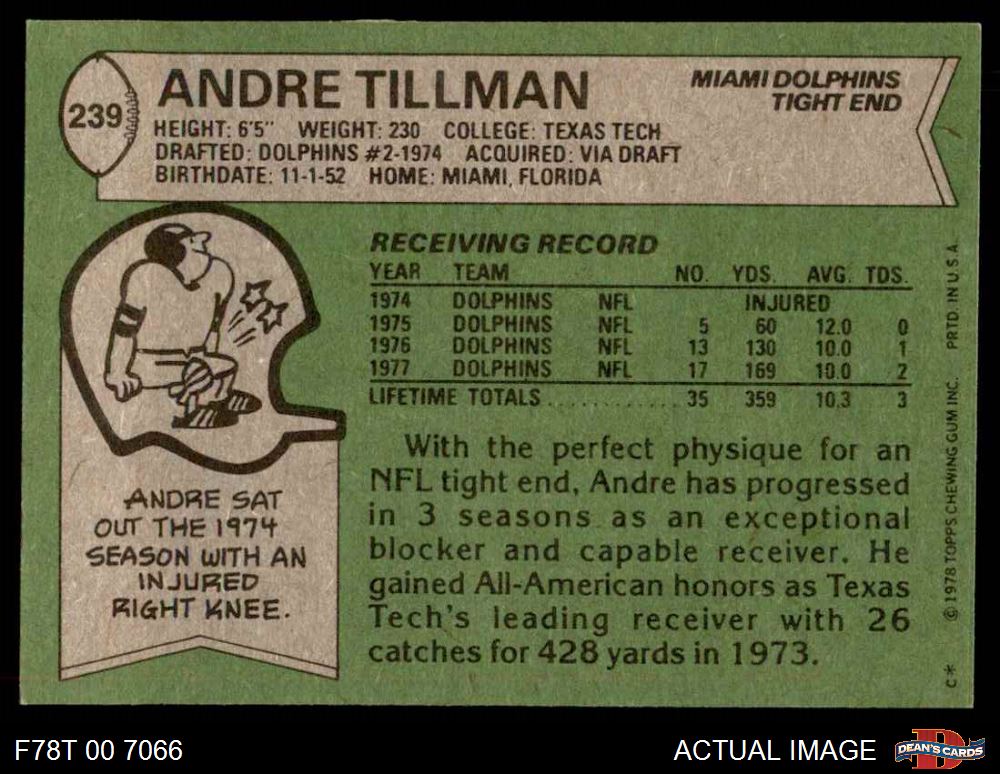 239
ANDRE TILLMAN
MIAMI DOLPHINS
TIGHT END
HEIGHT: 6'5" WEIGHT: 230 COLLEGE: TEXAS TECH
DRAFTED: DOLPHINS #2-1974 ACQUIRED: VIA DRAFT
BIRTHDATE: 11-1-52 HOME: MIAMI, FLORIDA
RECEIVING RECORD
YEAR TEAM NO. YDS. AVG. TDS.
1974 DOLPHINS NFL INJURED
1975 DOLPHINS NFL 5 60 12.0 0
1976 DOLPHINS NFL 13 130 10.0 1
1977 DOLPHINS NFL 17 169 10.0 2
LIFETIME TOTALS ............ 35 359 10.3 3
With the perfect physique for an
NFL tight end, Andre has progressed
in 3 seasons as an exceptional
blocker and capable receiver. He
gained All-American honors as Texas
Tech's leading receiver with 26
catches for 428 yards in 1973.
ANDRE SAT
OUT THE 1974
SEASON WITH AN
INJURED
RIGHT KNEE.
C* © 1978 TOPPS CHEWING GUM INC. PRTD. IN U.S.A.
F78T 00 7066
ACTUAL IMAGE
DEAN'S CARDS